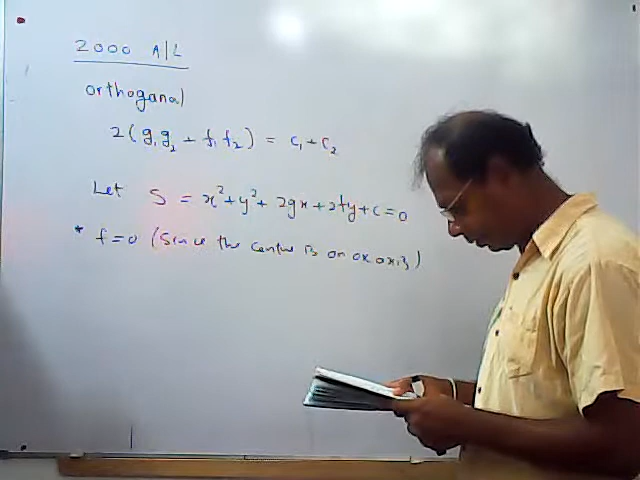 2000 A/L
orthoganal
2(g₁g₂ + f₁f₂) = c₁ + c₂
Let S = x² + y² + 2gx + 2fy + c = 0
* f = 0 (Since the centre is on ox axis)